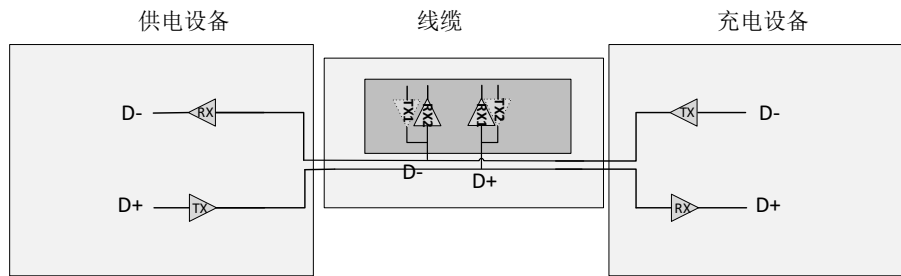 供电设备 线缆 充电设备
TX1 RX2 RX1 TX2
D- RX TX D-
D- D+
D+ TX RX D+